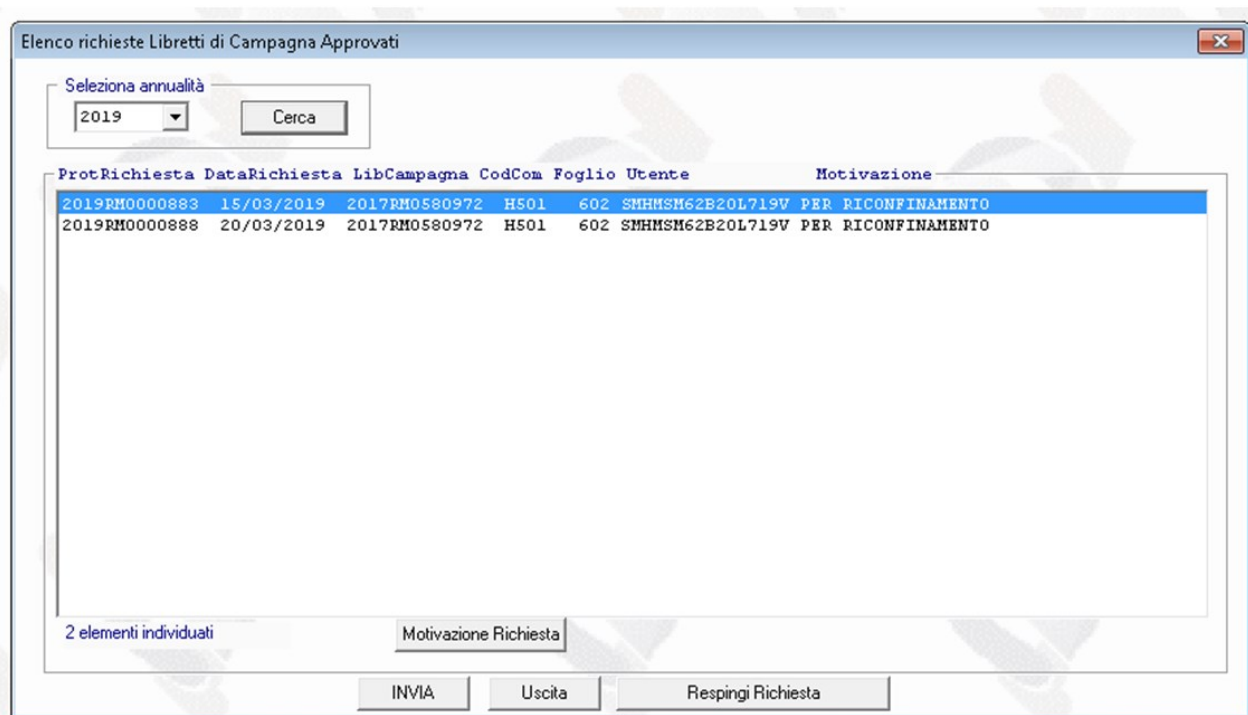 Elenco richieste Libretti di Campagna Approvati
Seleziona annualità
2019 Cerca
ProtRichiesta DataRichiesta LibCampagna CodCom Foglio Utente Motivazione
2019RM0000883 15/03/2019 2017RM0580972 H501 602 SMHMSM62B20L719V PER RICONFINAMENTO
2019RM0000888 20/03/2019 2017RM0580972 H501 602 SMHMSM62B20L719V PER RICONFINAMENTO
2 elementi individuati Motivazione Richiesta
INVIA Uscita Respingi Richiesta